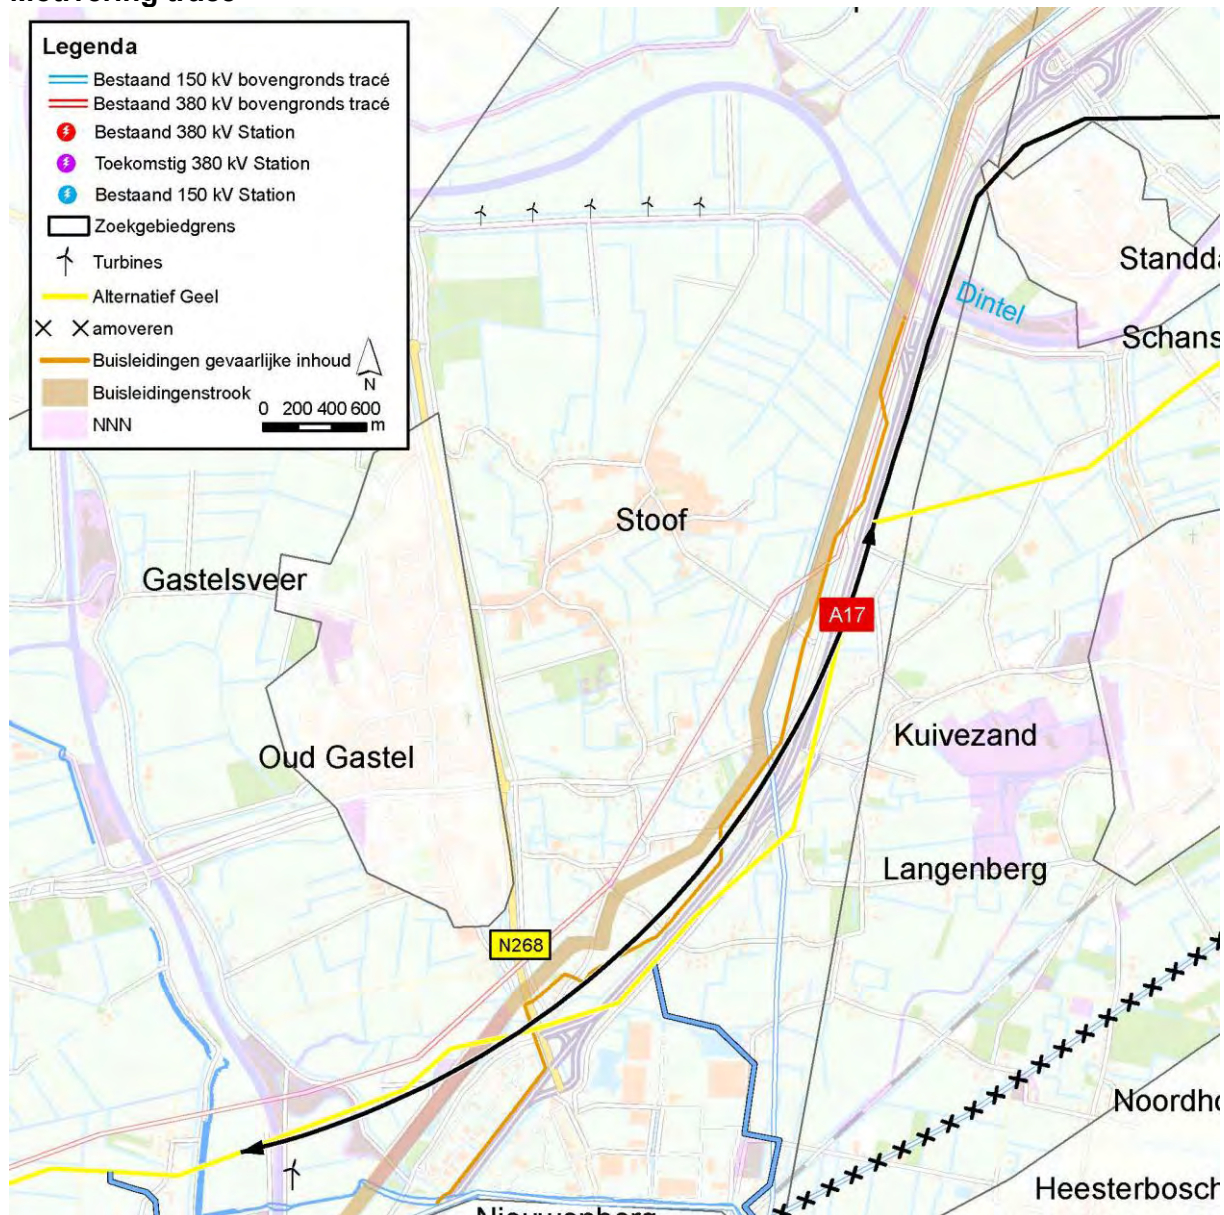 Legenda
Bestaand 150 kV bovengronds tracé
Bestaand 380 kV bovengronds tracé
Bestaand 380 kV Station
Toekomstig 380 kV Station
Bestaand 150 kV Station
Zoekgebiedgrens
Turbines
Alternatief Geel
amoveren
Buisleidingen gevaarlijke inhoud
N
Buisleidingenstrook
0 200 400 600
m
NNN
Standda
Dintel
Schans
Stoof
Gastelsveer
A17
Kuivezand
Oud Gastel
Langenberg
N268
Noordho
Heesterbosch